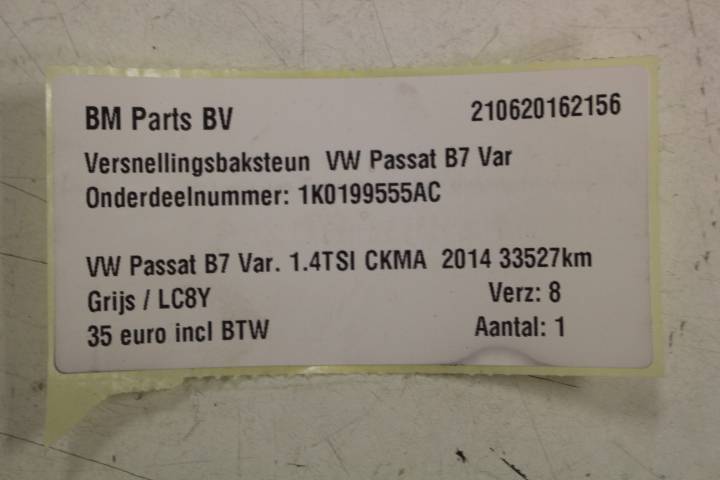 BM Parts BV 210620162156
Versnellingsbaksteun VW Passat B7 Var
Onderdeelnummer: 1K0199555AC
VW Passat B7 Var. 1.4TSI CKMA 2014 33527km
Grijs / LC8Y Verz: 8
35 euro incl BTW Aantal: 1